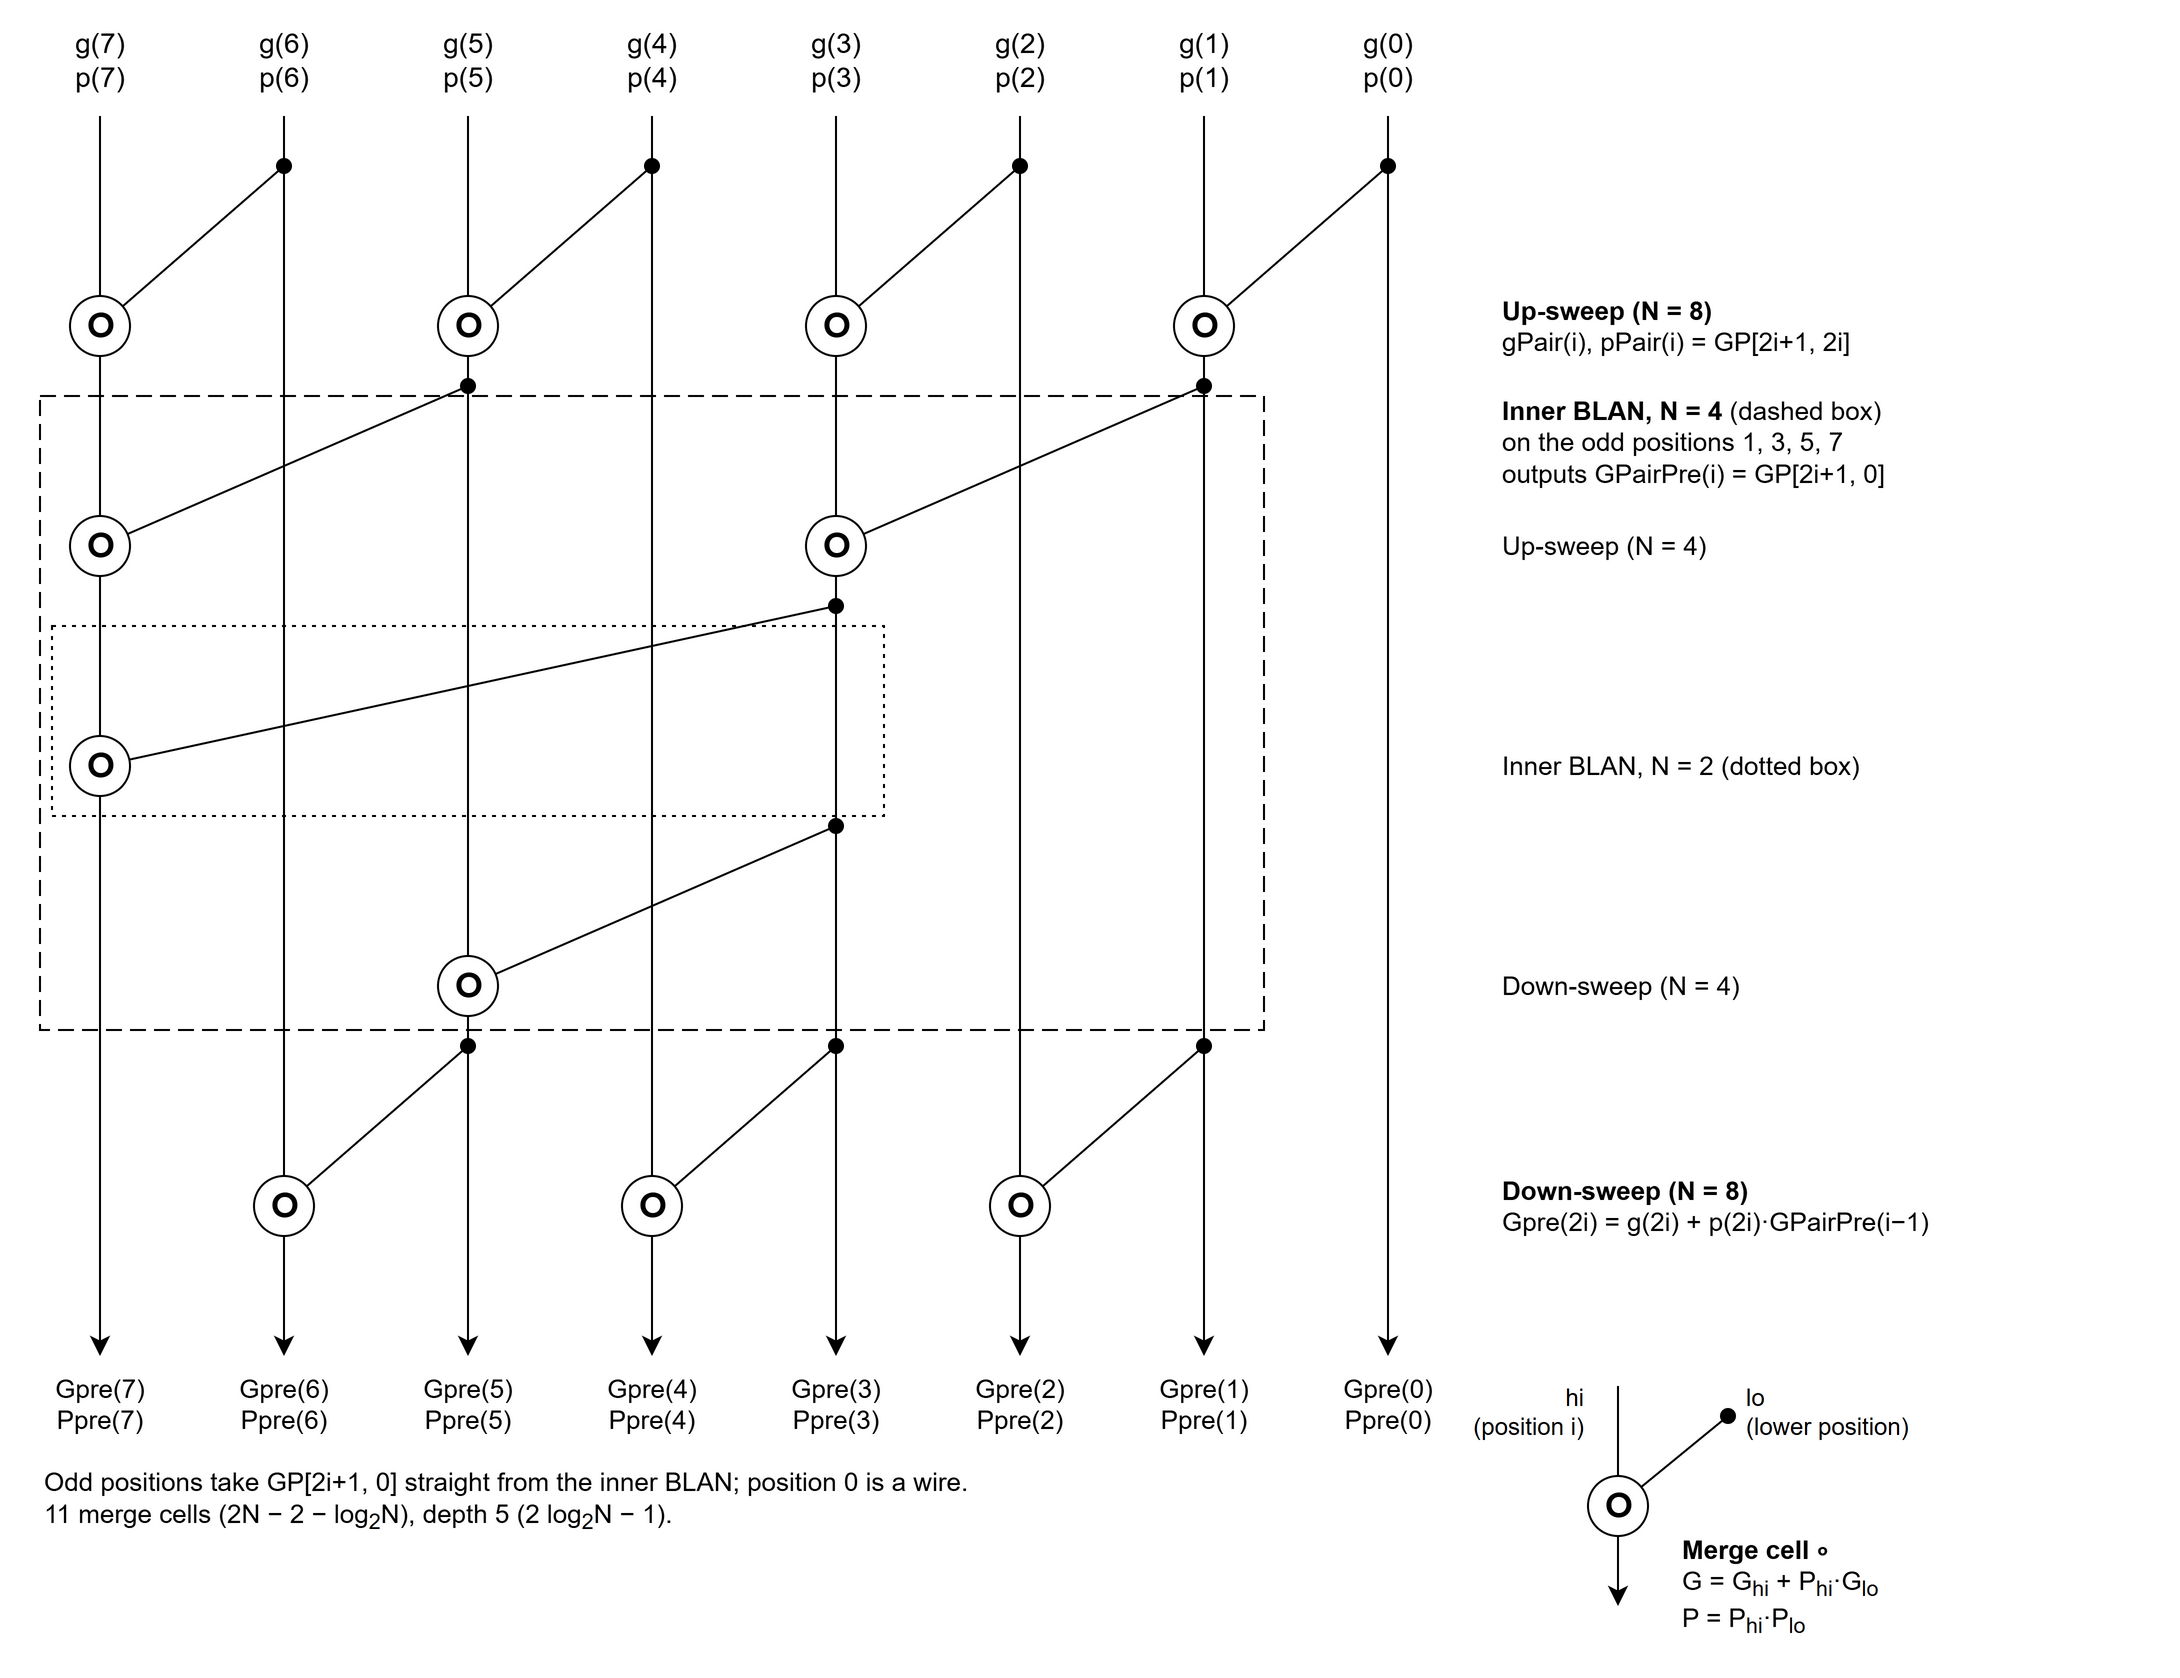 g(7) g(6) g(5) g(4) g(3) g(2) g(1) g(0)
p(7) p(6) p(5) p(4) p(3) p(2) p(1) p(0)
Up-sweep (N = 8)
gPair(i), pPair(i) = GP[2i+1, 2i]
Inner BLAN, N = 4 (dashed box)
on the odd positions 1, 3, 5, 7
outputs GPairPre(i) = GP[2i+1, 0]
Up-sweep (N = 4)
Inner BLAN, N = 2 (dotted box)
Down-sweep (N = 4)
Down-sweep (N = 8)
Gpre(2i) = g(2i) + p(2i)·GPairPre(i−1)
Gpre(7) Gpre(6) Gpre(5) Gpre(4) Gpre(3) Gpre(2) Gpre(1) Gpre(0)
Ppre(7) Ppre(6) Ppre(5) Ppre(4) Ppre(3) Ppre(2) Ppre(1) Ppre(0)
Odd positions take GP[2i+1, 0] straight from the inner BLAN; position 0 is a wire.
11 merge cells (2N − 2 − log₂N), depth 5 (2 log₂N − 1).
hi
(position i)
lo
(lower position)
Merge cell ∘
G = Ghi + Phi·Glo
P = Phi·Plo